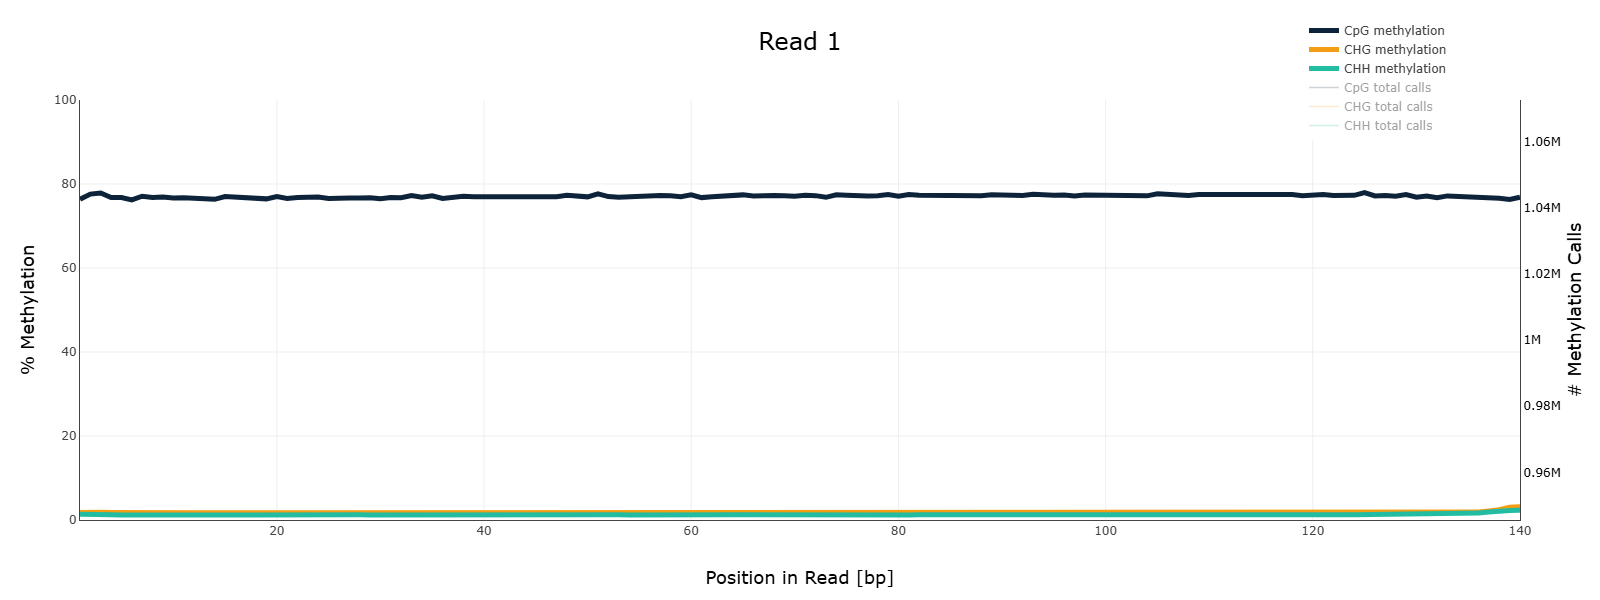 Read 1
CpG methylation
CHG methylation
CHH methylation
CpG total calls
CHG total calls
CHH total calls
100
80
60
40
20
0
% Methylation
1.06M
1.04M
1.02M
1M
0.98M
0.96M
# Methylation Calls
20
40
60
80
100
120
140
Position in Read [bp]